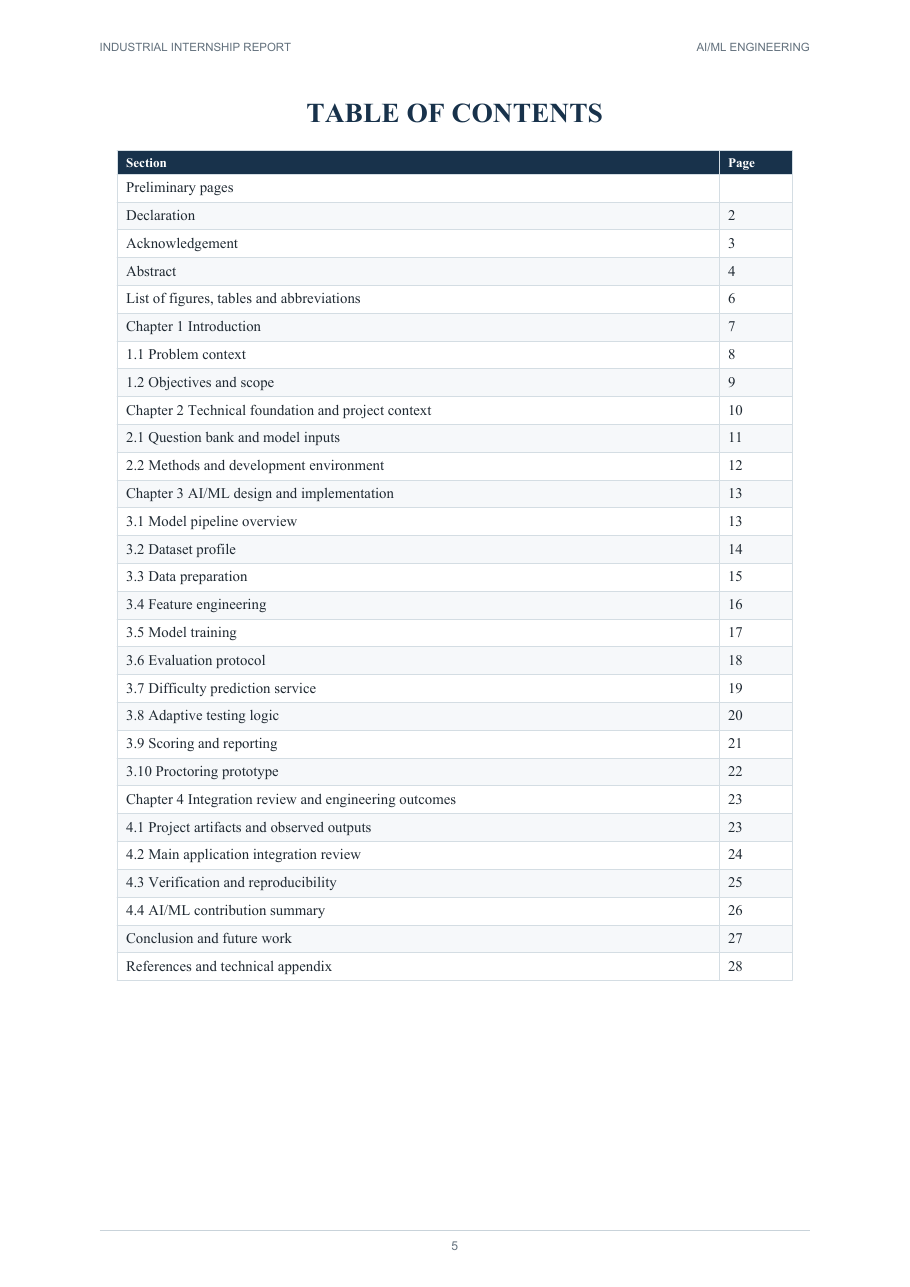 INDUSTRIAL INTERNSHIP REPORT AI/ML ENGINEERING
TABLE OF CONTENTS
Section Page
Preliminary pages
Declaration 2
Acknowledgement 3
Abstract 4
List of figures, tables and abbreviations 6
Chapter 1 Introduction 7
1.1 Problem context 8
1.2 Objectives and scope 9
Chapter 2 Technical foundation and project context 10
2.1 Question bank and model inputs 11
2.2 Methods and development environment 12
Chapter 3 AI/ML design and implementation 13
3.1 Model pipeline overview 13
3.2 Dataset profile 14
3.3 Data preparation 15
3.4 Feature engineering 16
3.5 Model training 17
3.6 Evaluation protocol 18
3.7 Difficulty prediction service 19
3.8 Adaptive testing logic 20
3.9 Scoring and reporting 21
3.10 Proctoring prototype 22
Chapter 4 Integration review and engineering outcomes 23
4.1 Project artifacts and observed outputs 23
4.2 Main application integration review 24
4.3 Verification and reproducibility 25
4.4 AI/ML contribution summary 26
Conclusion and future work 27
References and technical appendix 28
5